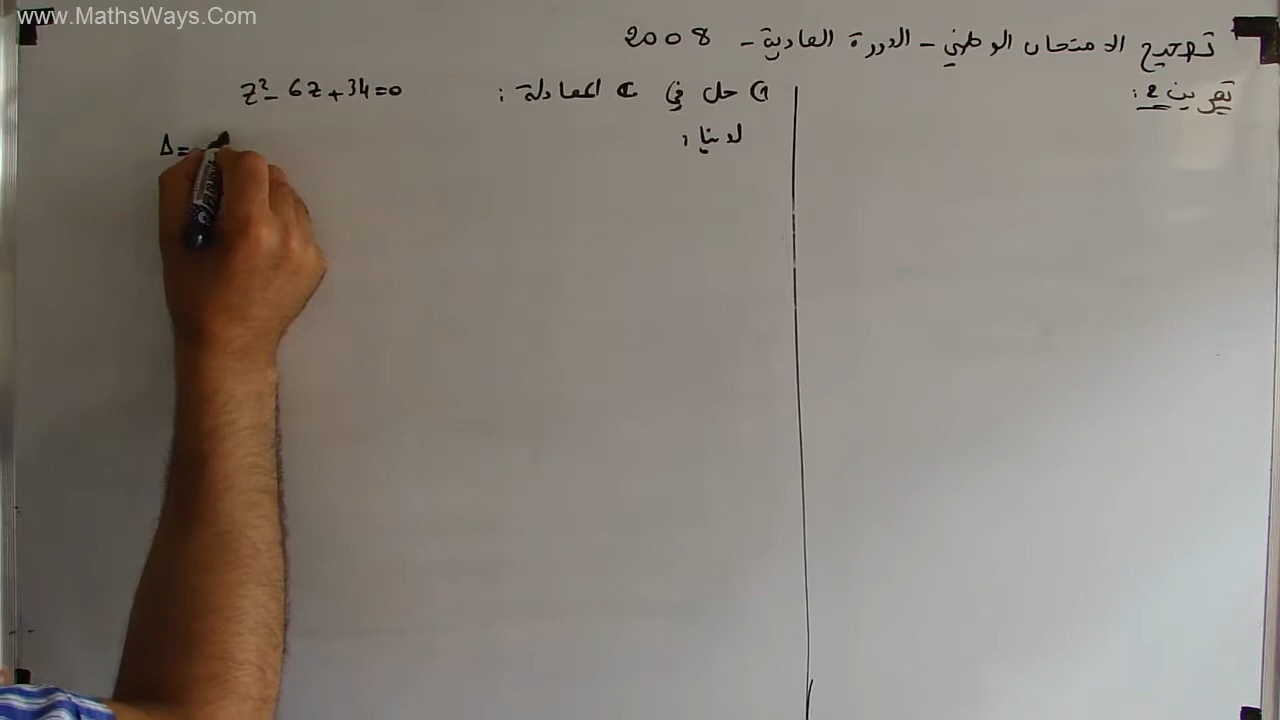 www.MathsWays.Com
تصحيح الامتحان الوطني - الدورة العادية - 2008
تمرين 2 :
1) حل في ℂ المعادلة : z² - 6z + 34 = 0
لدينا :
Δ =